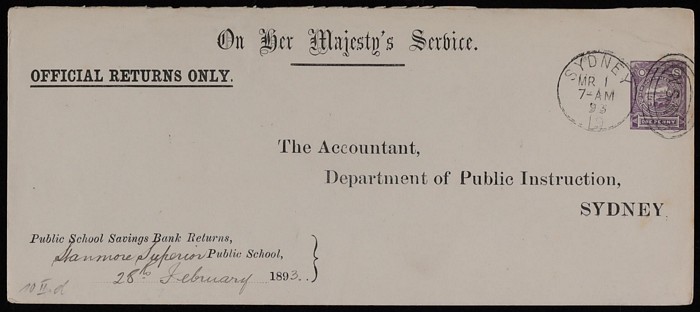 On Her Majesty's Service.
OFFICIAL RETURNS ONLY.
SYDNEY
MR 1
7-AM
93
ONE PENNY
The Accountant,
Department of Public Instruction,
SYDNEY
Public School Savings Bank Returns,
Stanmore Superior Public School,
28th February 1893.